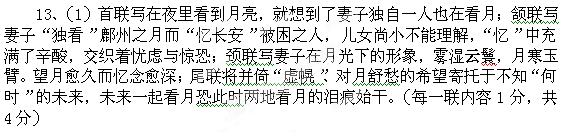 13、(1)首联写在夜里看到月亮，就想到了妻子独自一人也在看月；颔联写
妻子“独看”鄜州之月而“忆长安”被困之人，儿女尚小不能理解，“忆”中充
满了辛酸，交织着忧虑与惊恐；颈联写妻子在月光下的形象，雾湿云鬟，月寒玉
臂。望月愈久而忆念愈深；尾联将并倚“虚幌”、对月舒愁的希望寄托于不知“何
时”的未来，未来一起看月恐此时两地看月的泪痕始干。(每一联内容1分，共
4分)